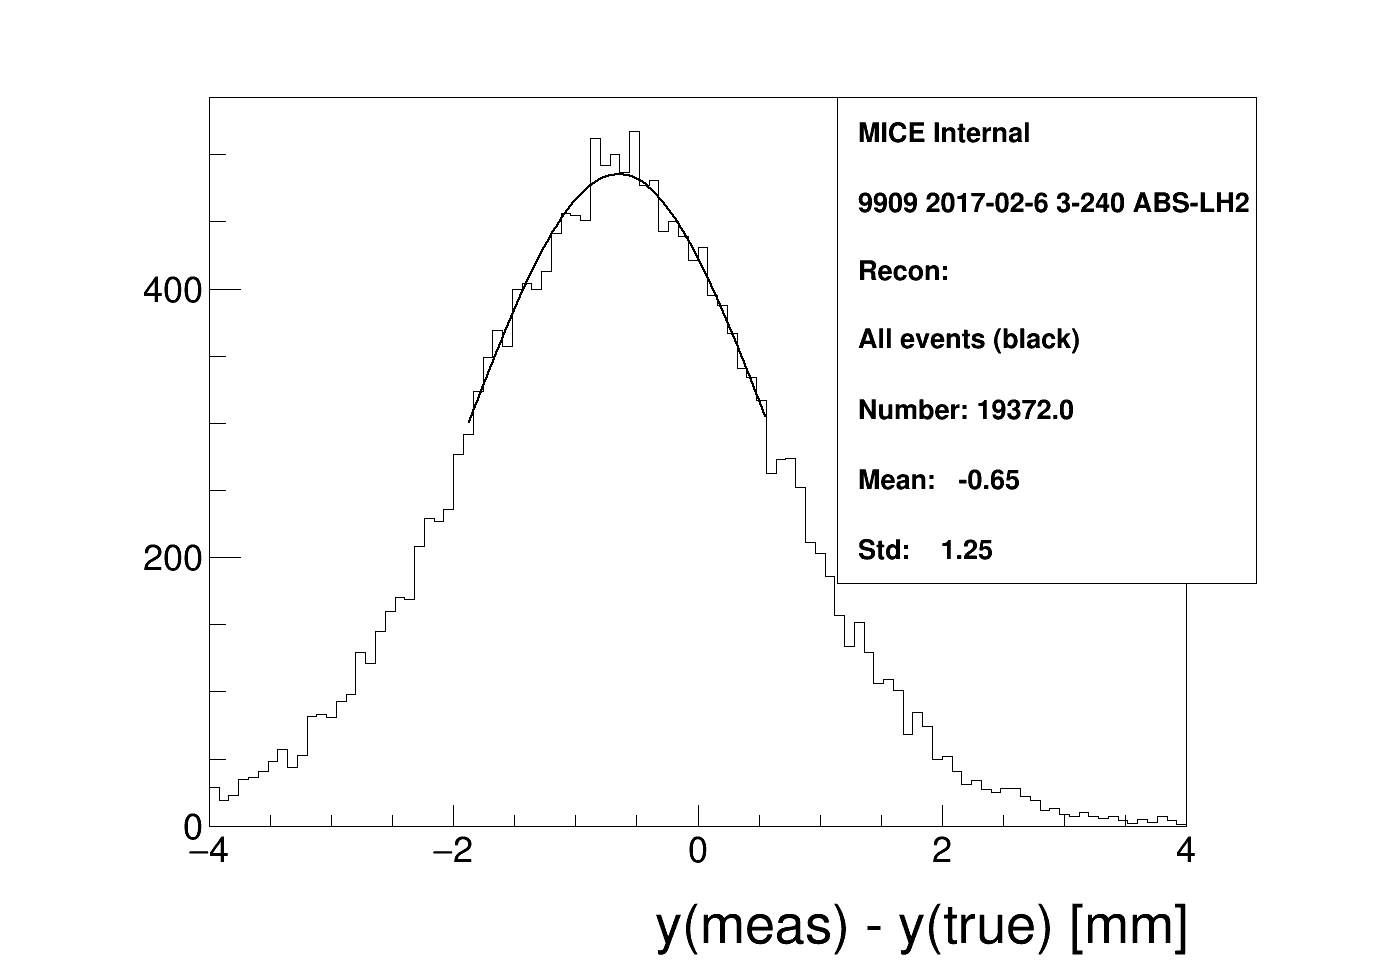 MICE Internal
9909 2017-02-6 3-240 ABS-LH2
Recon:
All events (black)
Number: 19372.0
Mean: -0.65
Std: 1.25
400
200
0
−4 −2 0 2 4
y(meas) - y(true) [mm]